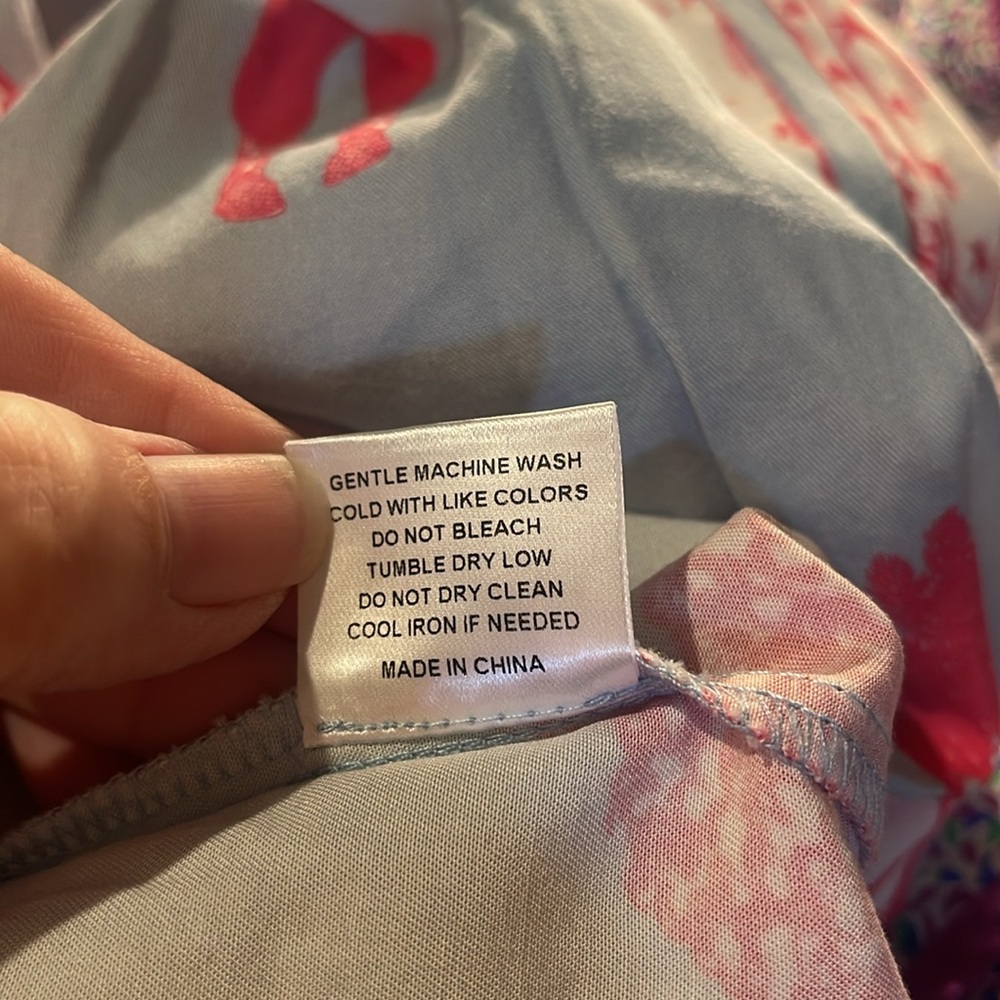 GENTLE MACHINE WASH
COLD WITH LIKE COLORS
DO NOT BLEACH
TUMBLE DRY LOW
DO NOT DRY CLEAN
COOL IRON IF NEEDED
MADE IN CHINA